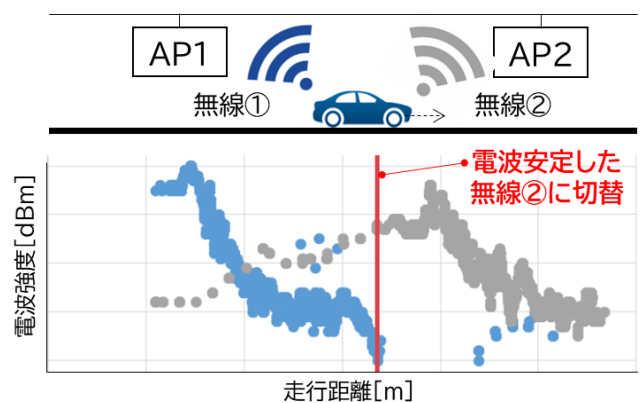 AP1
AP2
無線①
無線②
電波安定した
無線②に切替
電波強度[dBm]
走行距離[m]